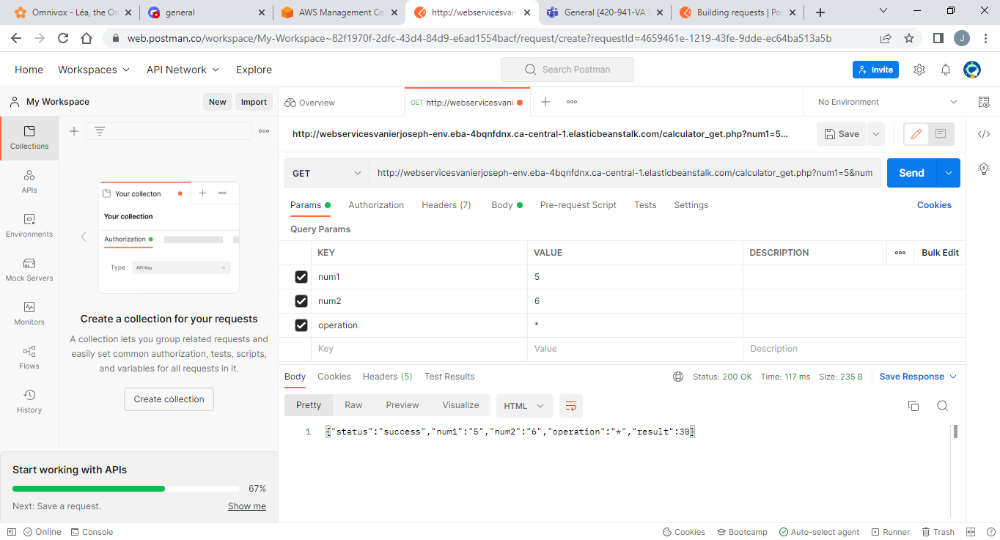 Omnivox - Léa, the On
general
AWS Management Co
http://webservicesvan
General (420-941-VA
Building requests | Pos
web.postman.co/workspace/My-Workspace~82f1970f-2dfc-43d4-84d9-e6ad1554bacf/request/create?requestId=4659461e-1219-43fe-9dde-ec64ba513a5b
J
Home Workspaces API Network Explore
Search Postman
Invite
My Workspace
New Import
Overview
GET http://webservicesvani
No Environment
Collections
APIs
Environments
Mock Servers
Monitors
Flows
History
Your collecton
Your collection
Authorization
Type API Key
Create a collection for your requests
A collection lets you group related requests and
easily set common authorization, tests, scripts,
and variables for all requests in it.
Create collection
Start working with APIs
67%
Next: Save a request. Show me
http://webservicesvanierjoseph-env.eba-4bqnfdnx.ca-central-1.elasticbeanstalk.com/calculator_get.php?num1=5...
Save
GET http://webservicesvanierjoseph-env.eba-4bqnfdnx.ca-central-1.elasticbeanstalk.com/calculator_get.php?num1=5&num
Send
Params Authorization Headers (7) Body Pre-request Script Tests Settings Cookies
Query Params
KEY VALUE DESCRIPTION Bulk Edit
num1 5
num2 6
operation *
Key Value Description
Body Cookies Headers (5) Test Results Status: 200 OK Time: 117 ms Size: 235 B Save Response
Pretty Raw Preview Visualize HTML
1 {"status":"success","num1":"5","num2":"6","operation":"*","result":30}
Online Console Cookies Bootcamp Auto-select agent Runner Trash